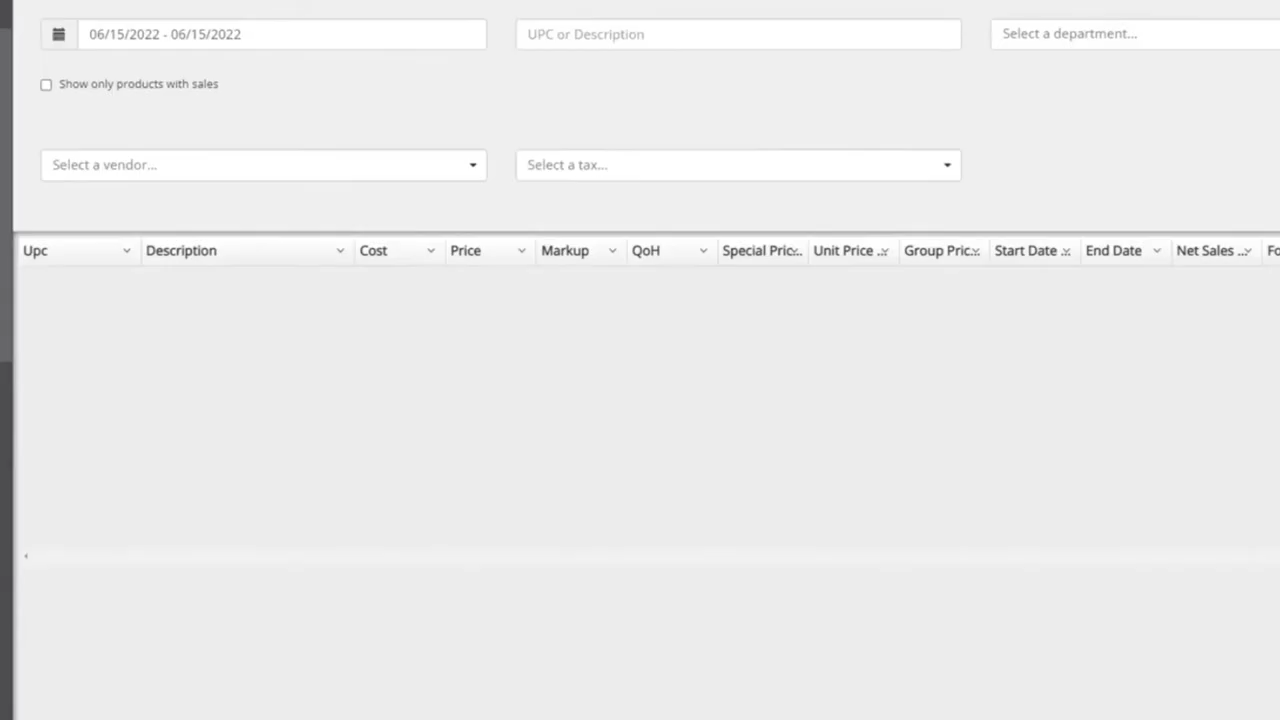 06/15/2022 - 06/15/2022 UPC or Description Select a department...
Show only products with sales
Select a vendor... Select a tax...
Upc Description Cost Price Markup QoH Special Pric... Unit Price ... Group Pric... Start Date ... End Date Net Sales ... Fo